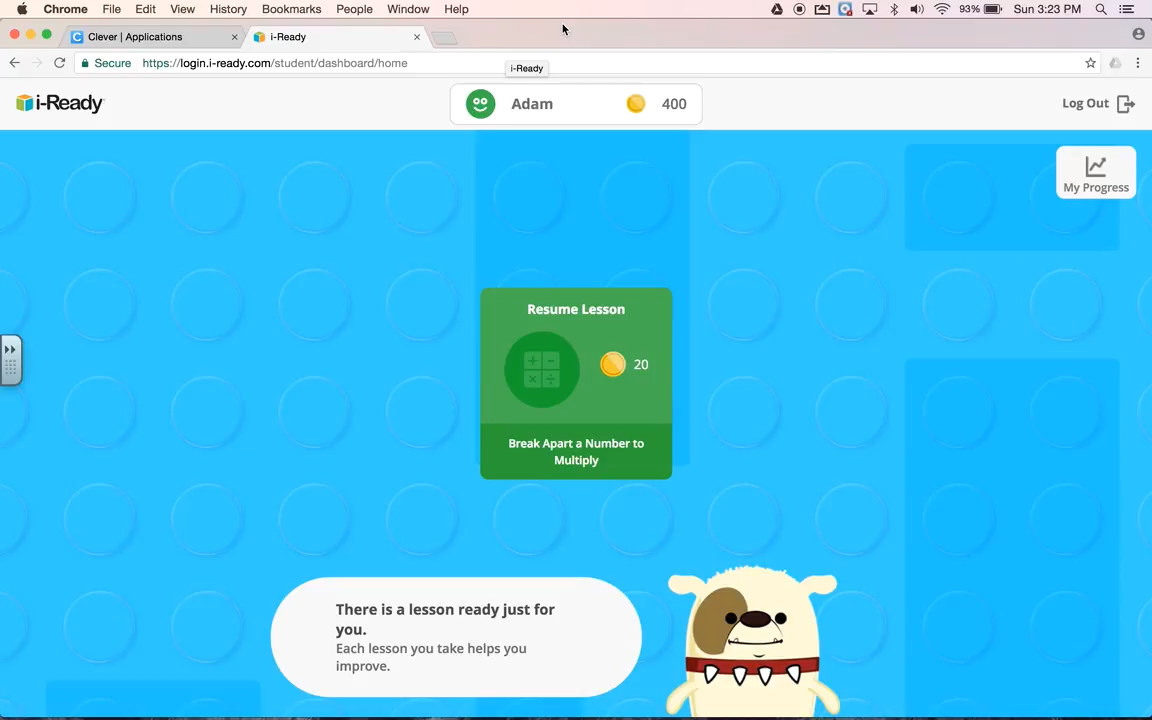 Chrome File Edit View History Bookmarks People Window Help 93% Sun 3:23 PM
Clever | Applications i-Ready
Secure https://login.i-ready.com/student/dashboard/home
i-Ready
i-Ready Adam 400 Log Out
My Progress
Resume Lesson
20
Break Apart a Number to
Multiply
There is a lesson ready just for
you.
Each lesson you take helps you
improve.